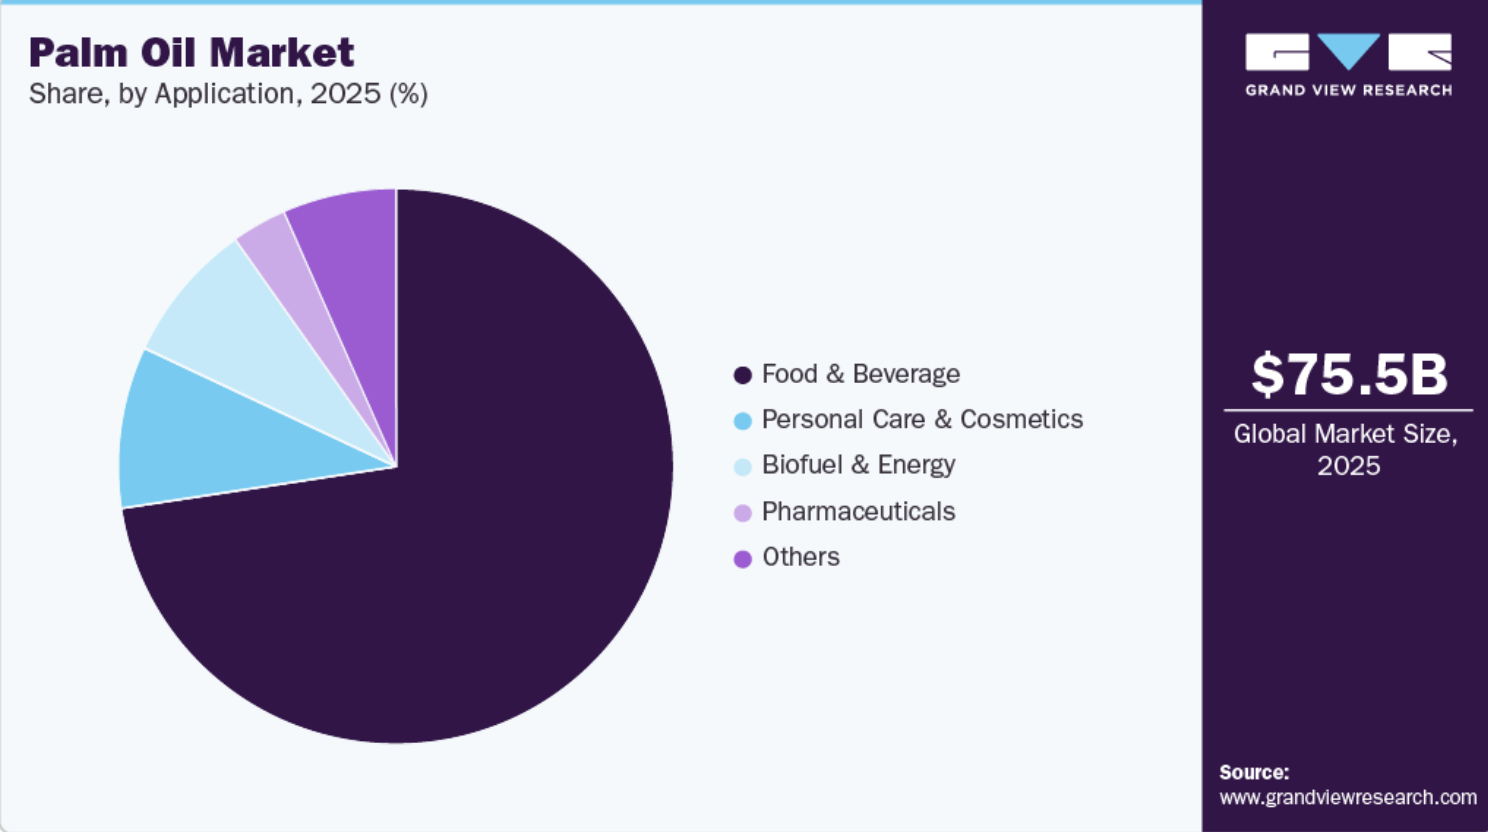 Palm Oil Market
Share, by Application, 2025 (%)
Food & Beverage
Personal Care & Cosmetics
Biofuel & Energy
Pharmaceuticals
Others
GRAND VIEW RESEARCH
$75.5B
Global Market Size,
2025
Source:
www.grandviewresearch.com